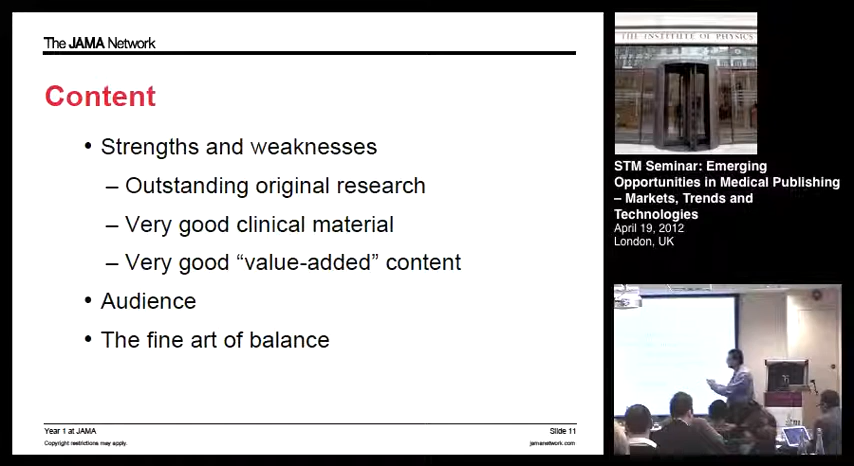 The JAMA Network
Content
• Strengths and weaknesses
– Outstanding original research
– Very good clinical material
– Very good “value-added” content
• Audience
• The fine art of balance
Year 1 at JAMA
Slide 11
Copyright restrictions may apply.
jamanetwork.com
THE INSTITUTE OF PHYSICS
STM Seminar: Emerging
Opportunities in Medical Publishing
– Markets, Trends and
Technologies
April 19, 2012
London, UK